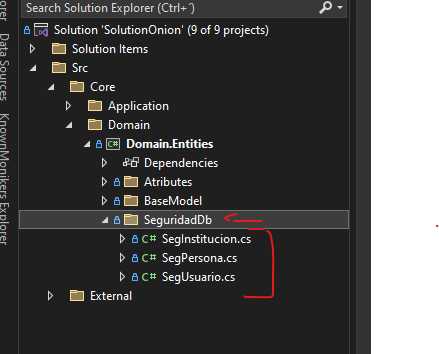 Search Solution Explorer (Ctrl+´)
Solution 'SolutionOnion' (9 of 9 projects)
Solution Items
Src
Core
Application
Domain
Domain.Entities
Dependencies
Atributes
BaseModel
SeguridadDb
SegInstitucion.cs
SegPersona.cs
SegUsuario.cs
External
Data Sources
KnownMonikers Explorer